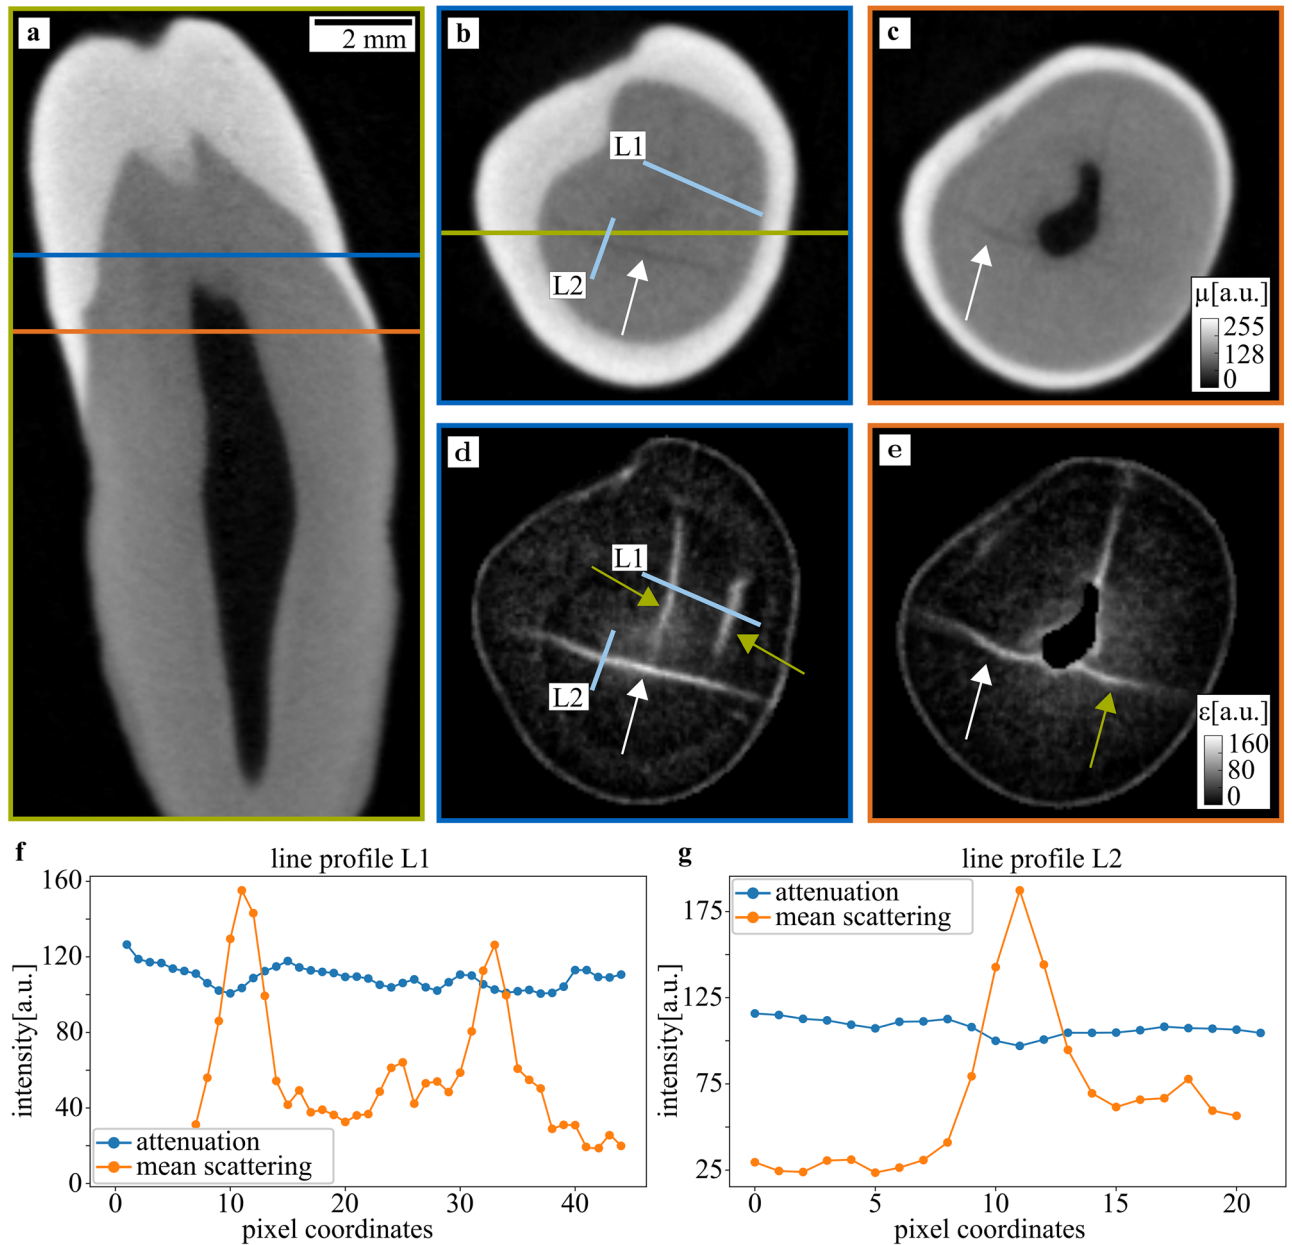 a
2 mm
b
L1
L2
c
μ[a.u.]
255
128
0
d
L1
L2
e
ε[a.u.]
160
80
0
f
line profile L1
intensity[a.u.]
160
120
80
40
0
attenuation
mean scattering
0
10
20
30
40
pixel coordinates
g
line profile L2
intensity[a.u.]
175
125
75
25
attenuation
mean scattering
0
5
10
15
20
pixel coordinates